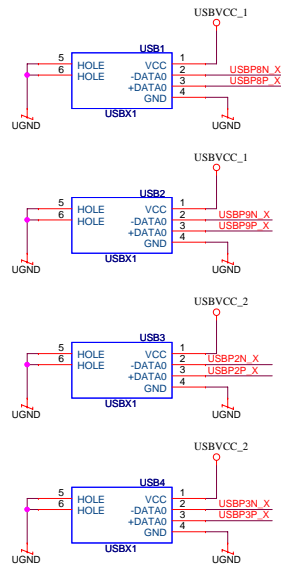 USBVCC_1
USB1
5 HOLE VCC 1
6 HOLE -DATA0 2 USBP8N_X
+DATA0 3 USBP8P_X
GND 4
USBX1
UGND UGND
USBVCC_1
USB2
5 HOLE VCC 1
6 HOLE -DATA0 2 USBP9N_X
+DATA0 3 USBP9P_X
GND 4
USBX1
UGND UGND
USBVCC_2
USB3
5 HOLE VCC 1
6 HOLE -DATA0 2 USBP2N_X
+DATA0 3 USBP2P_X
GND 4
USBX1
UGND UGND
USBVCC_2
USB4
5 HOLE VCC 1
6 HOLE -DATA0 2 USBP3N_X
+DATA0 3 USBP3P_X
GND 4
USBX1
UGND UGND